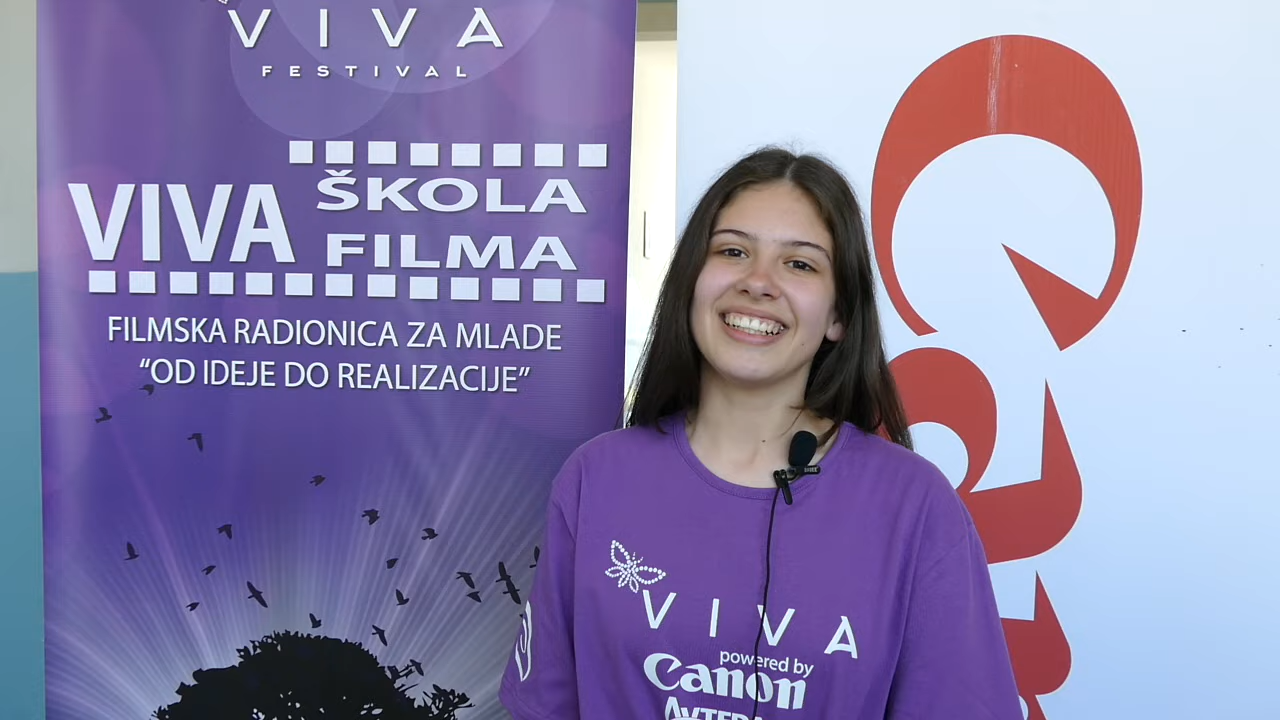 VIVA
FESTIVAL
VIVA
ŠKOLA
FILMA
FILMSKA RADIONICA ZA MLADE
“OD IDEJE DO REALIZACIJE”
VIVA
powered by
Canon